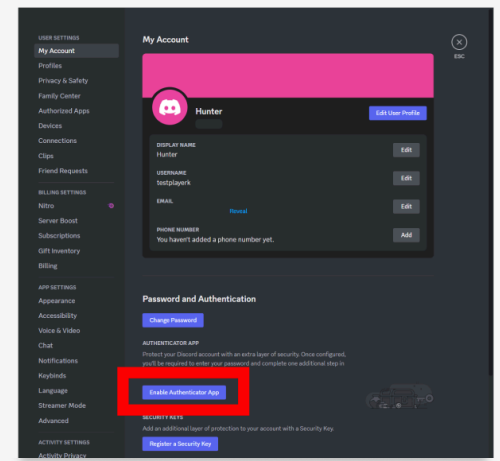 USER SETTINGS
My Account
Profiles
Privacy & Safety
Family Center
Authorized Apps
Devices
Connections
Clips
Friend Requests
BILLING SETTINGS
Nitro
Server Boost
Subscriptions
Gift Inventory
Billing
APP SETTINGS
Appearance
Accessibility
Voice & Video
Chat
Notifications
Keybinds
Language
Streamer Mode
Advanced
ACTIVITY SETTINGS
Activity Privacy
My Account
ESC
Hunter
Edit User Profile
DISPLAY NAME
Hunter
Edit
USERNAME
testplayerk
Edit
EMAIL
Reveal
Edit
PHONE NUMBER
You haven't added a phone number yet.
Add
Password and Authentication
Change Password
AUTHENTICATOR APP
Protect your Discord account with an extra layer of security. Once configured,
you'll be required to enter your password and complete one additional step in
Enable Authenticator App
SECURITY KEYS
Add an additional layer of protection to your account with a Security Key.
Register a Security Key